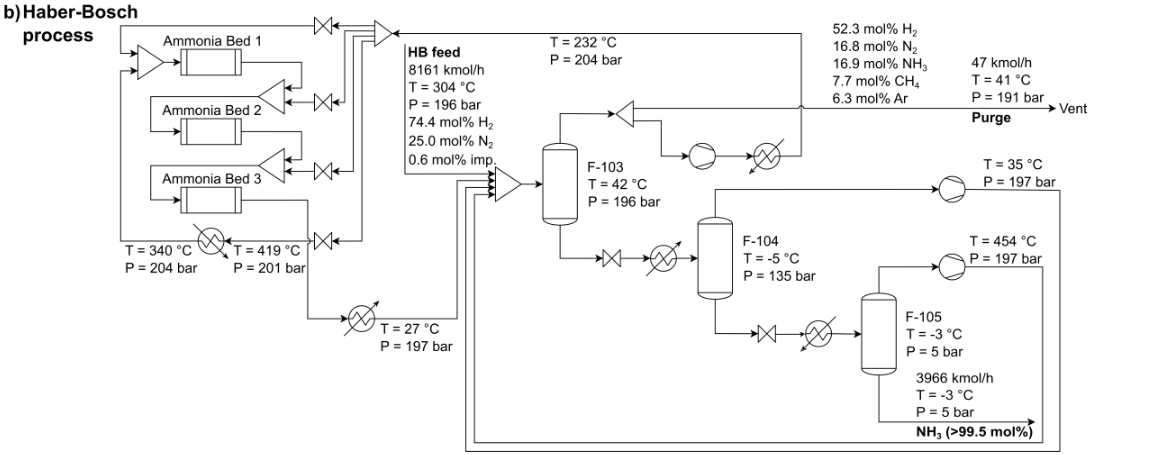 b) Haber-Bosch
process
Ammonia Bed 1
Ammonia Bed 2
Ammonia Bed 3
T = 340 °C
P = 204 bar
T = 419 °C
P = 201 bar
T = 27 °C
P = 197 bar
HB feed
8161 kmol/h
T = 304 °C
P = 196 bar
74.4 mol% H₂
25.0 mol% N₂
0.6 mol% imp.
T = 232 °C
P = 204 bar
F-103
T = 42 °C
P = 196 bar
52.3 mol% H₂
16.8 mol% N₂
16.9 mol% NH₃
7.7 mol% CH₄
6.3 mol% Ar
47 kmol/h
T = 41 °C
P = 191 bar
Purge
Vent
T = 35 °C
P = 197 bar
F-104
T = -5 °C
P = 135 bar
T = 454 °C
P = 197 bar
F-105
T = -3 °C
P = 5 bar
3966 kmol/h
T = -3 °C
P = 5 bar
NH₃ (>99.5 mol%)